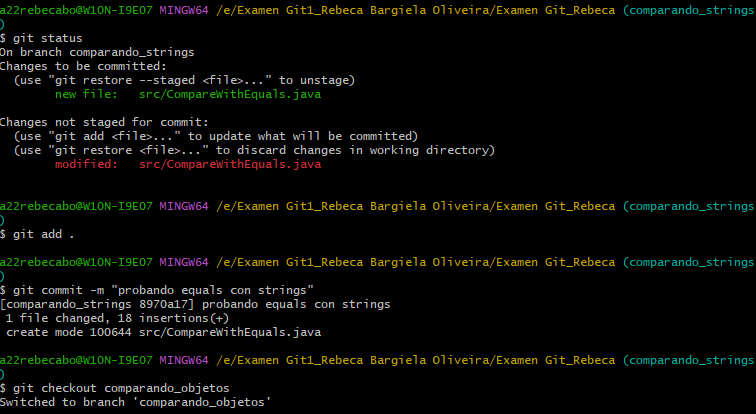 a22rebecabo@W10N-I9E07 MINGW64 /e/Examen Git1_Rebeca Bargiela Oliveira/Examen Git_Rebeca (comparando_strings
)
$ git status
On branch comparando_strings
Changes to be committed:
  (use "git restore --staged <file>..." to unstage)
        new file:   src/CompareWithEquals.java

Changes not staged for commit:
  (use "git add <file>..." to update what will be committed)
  (use "git restore <file>..." to discard changes in working directory)
        modified:   src/CompareWithEquals.java

a22rebecabo@W10N-I9E07 MINGW64 /e/Examen Git1_Rebeca Bargiela Oliveira/Examen Git_Rebeca (comparando_strings
)
$ git add .

a22rebecabo@W10N-I9E07 MINGW64 /e/Examen Git1_Rebeca Bargiela Oliveira/Examen Git_Rebeca (comparando_strings
)
$ git commit -m "probando equals con strings"
[comparando_strings 8970a17] probando equals con strings
 1 file changed, 18 insertions(+)
 create mode 100644 src/CompareWithEquals.java

a22rebecabo@W10N-I9E07 MINGW64 /e/Examen Git1_Rebeca Bargiela Oliveira/Examen Git_Rebeca (comparando_strings
)
$ git checkout comparando_objetos
Switched to branch 'comparando_objetos'